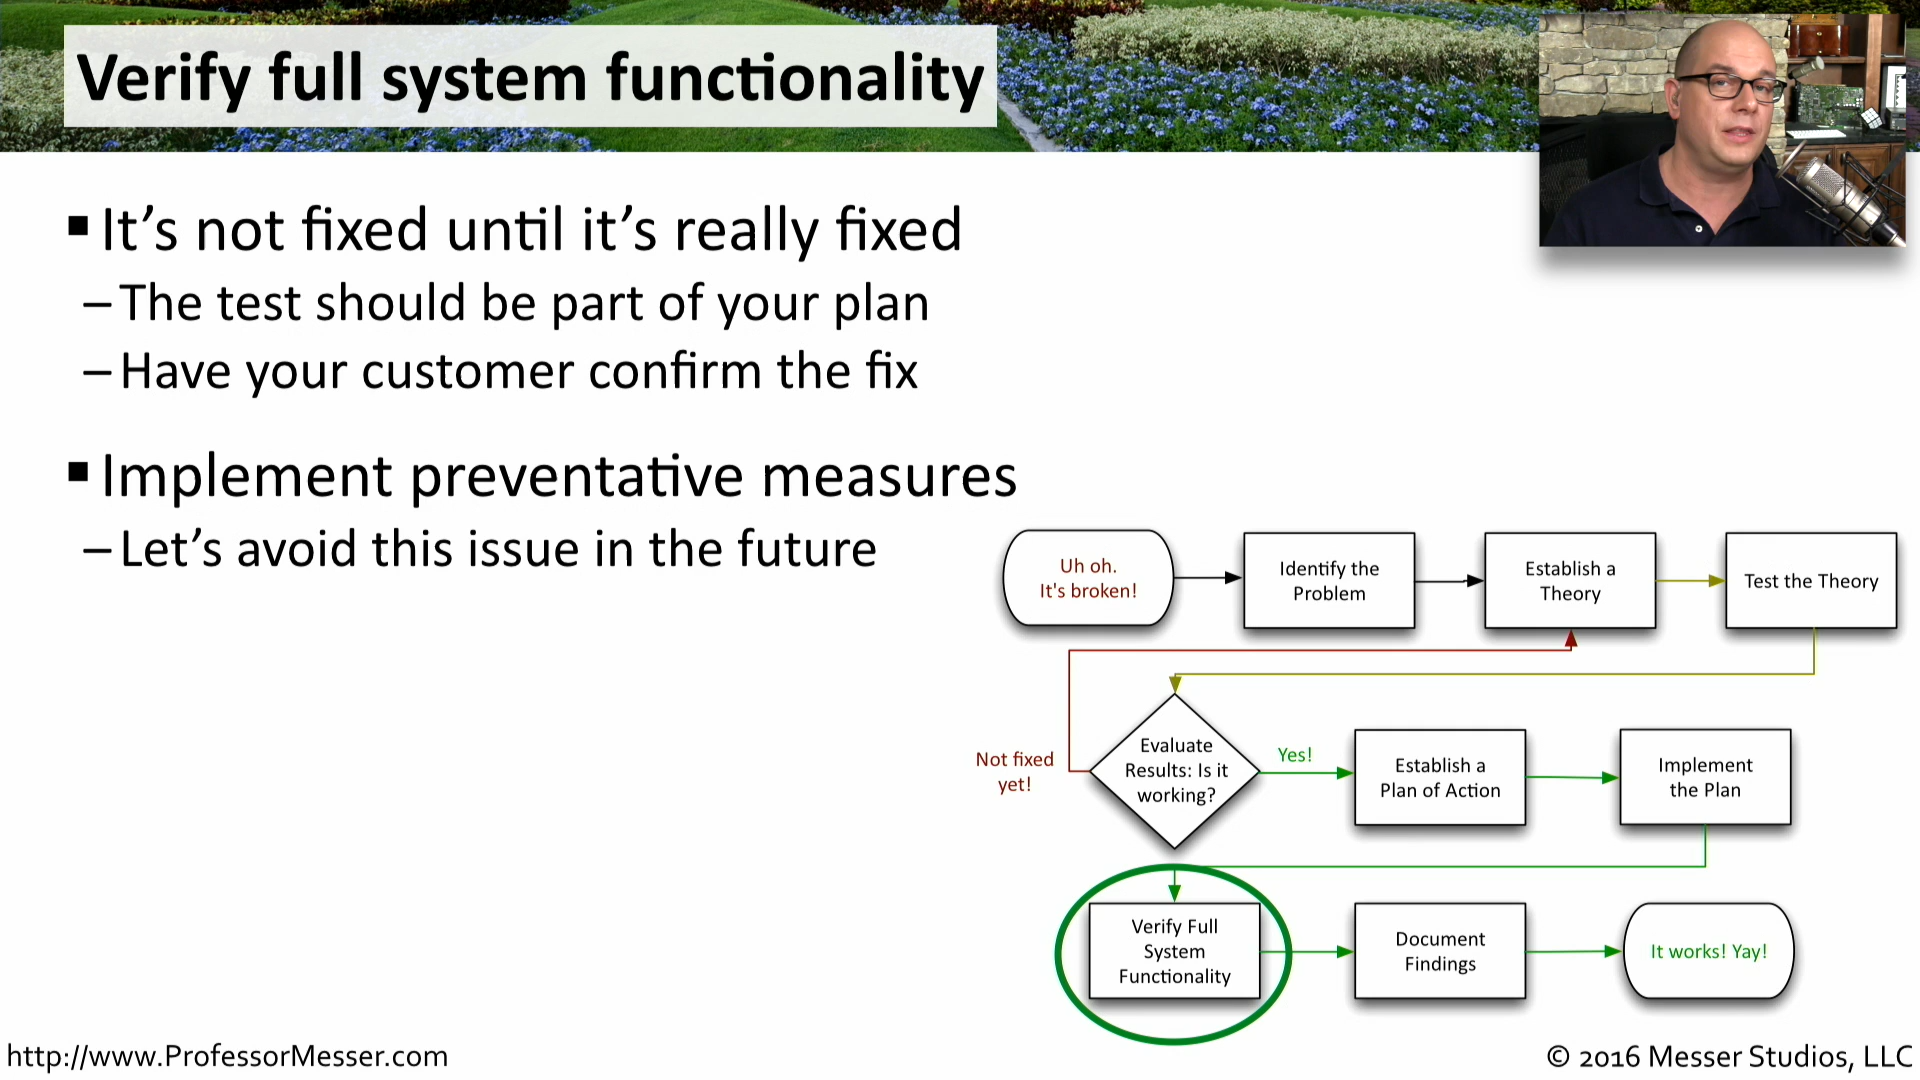 Verify full system functionality
▪ It’s not fixed until it’s really fixed
– The test should be part of your plan
– Have your customer confirm the fix
▪ Implement preventative measures
– Let’s avoid this issue in the future
Uh oh.
It's broken!
Identify the
Problem
Establish a
Theory
Test the Theory
Not fixed
yet!
Evaluate
Results: Is it
working?
Yes!
Establish a
Plan of Action
Implement
the Plan
Verify Full
System
Functionality
Document
Findings
It works! Yay!
http://www.ProfessorMesser.com
© 2016 Messer Studios, LLC